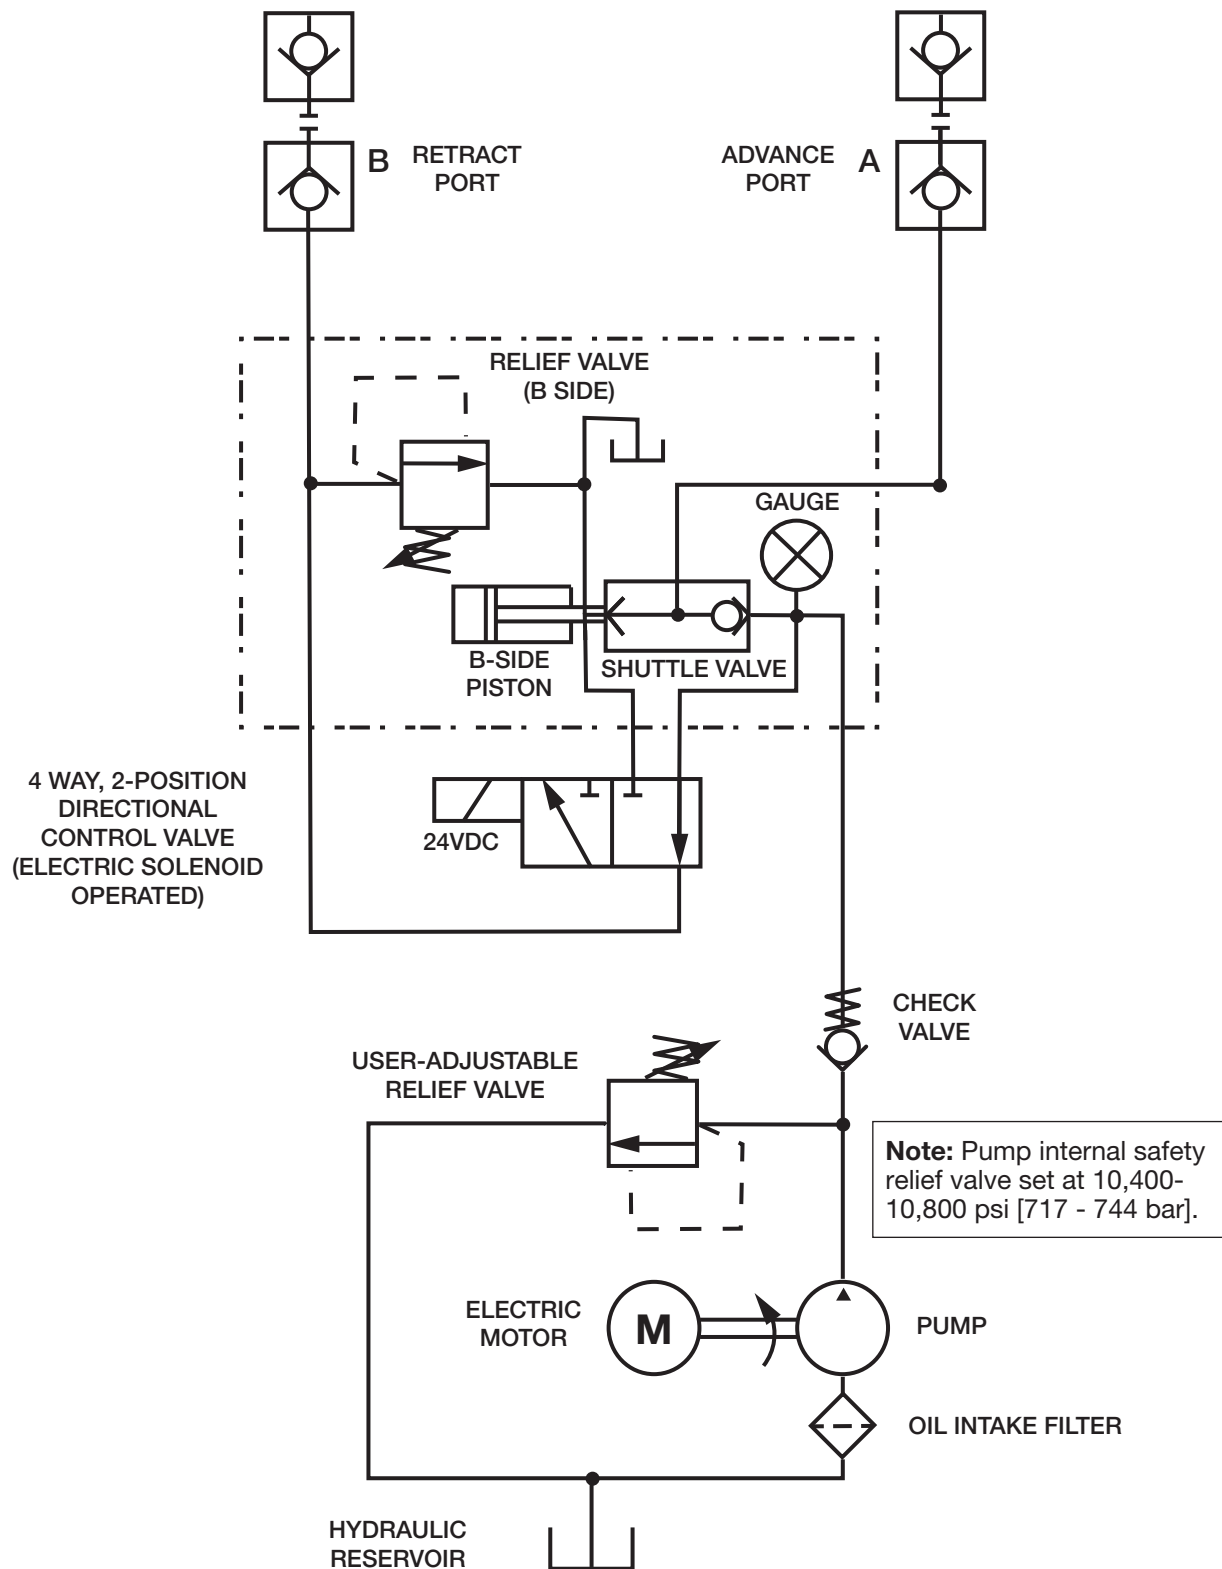 B
RETRACT
PORT
ADVANCE
PORT
A
RELIEF VALVE
(B SIDE)
GAUGE
B-SIDE
PISTON
SHUTTLE VALVE
4 WAY, 2-POSITION
DIRECTIONAL
CONTROL VALVE
(ELECTRIC SOLENOID
OPERATED)
24VDC
CHECK
VALVE
USER-ADJUSTABLE
RELIEF VALVE
Note: Pump internal safety
relief valve set at 10,400-
10,800 psi [717 - 744 bar].
ELECTRIC
MOTOR
M
PUMP
OIL INTAKE FILTER
HYDRAULIC
RESERVOIR